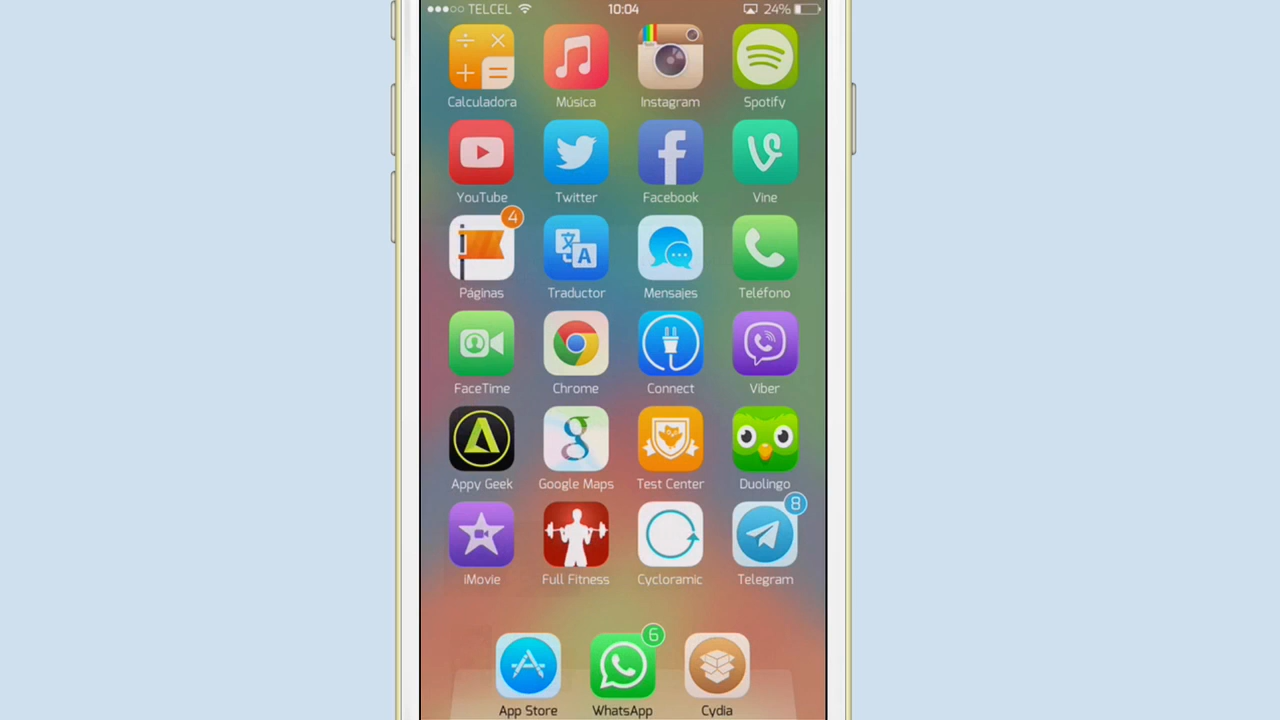 TELCEL 10:04 24%
Calculadora Música Instagram Spotify
YouTube Twitter Facebook Vine
4
Páginas Traductor Mensajes Teléfono
FaceTime Chrome Connect Viber
Appy Geek Google Maps Test Center Duolingo
8
iMovie Full Fitness Cycloramic Telegram
6
App Store WhatsApp Cydia